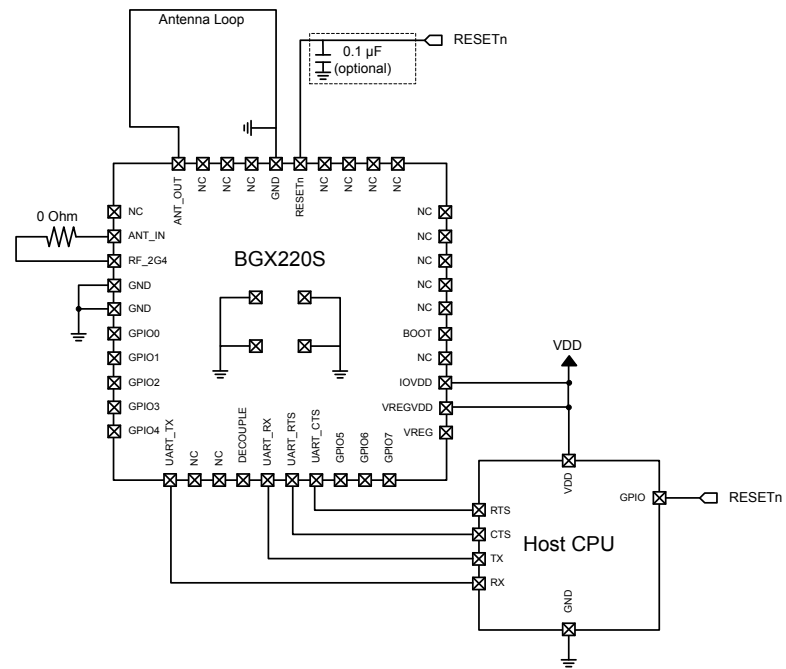 Antenna Loop
RESETn
0.1 µF
(optional)
ANT_OUT
NC
NC
NC
GND
RESETn
NC
NC
NC
NC
0 Ohm
NC
ANT_IN
RF_2G4
GND
GND
GPIO0
GPIO1
GPIO2
GPIO3
GPIO4
BGX220S
NC
NC
NC
NC
NC
BOOT
NC
IOVDD
VREGVDD
VREG
VDD
UART_TX
NC
NC
DECOUPLE
UART_RX
UART_RTS
UART_CTS
GPIO5
GPIO6
GPIO7
VDD
GPIO
RESETn
RTS
CTS
TX
RX
Host CPU
GND